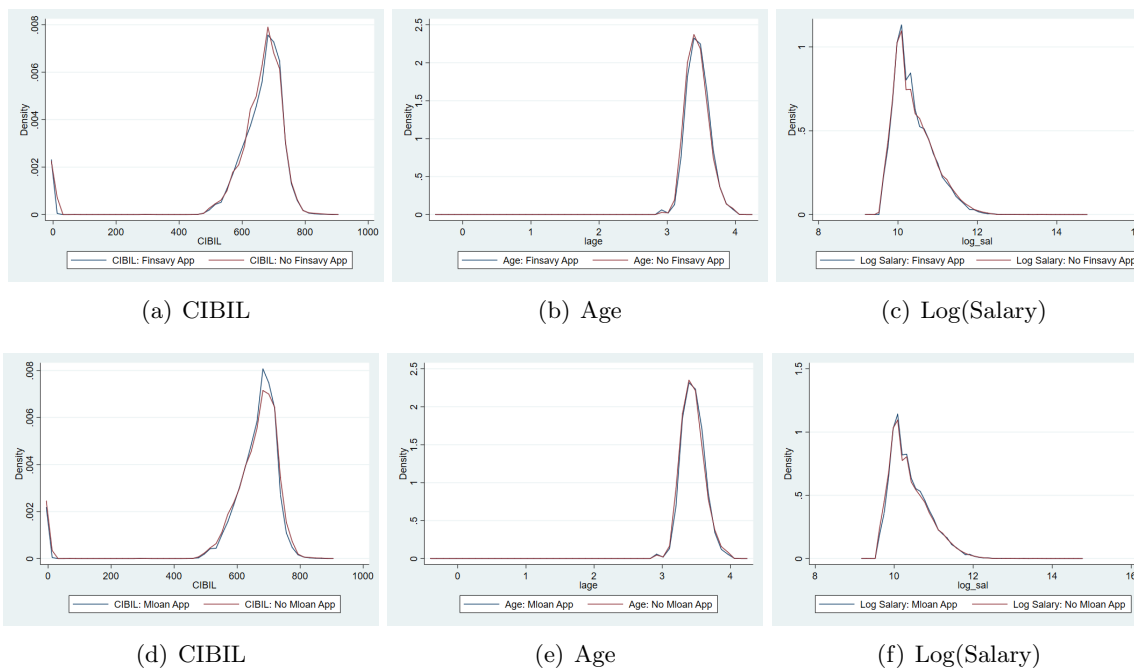 Density
0 .002 .004 .006 .008
0 200 400 600 800 1000
CIBIL
CIBIL: Finsavy App CIBIL: No Finsavy App
(a) CIBIL
Density
0 .5 1 1.5 2 2.5
0 1 2 3 4
lage
Age: Finsavy App Age: No Finsavy App
(b) Age
Density
0 .5 1
8 10 12 14 16
log_sal
Log Salary: Finsavy App Log Salary: No Finsavy App
(c) Log(Salary)
Density
0 .002 .004 .006 .008
0 200 400 600 800 1000
CIBIL
CIBIL: Mloan App CIBIL: No Mloan App
(d) CIBIL
Density
0 .5 1 1.5 2 2.5
0 1 2 3 4
lage
Age: Mloan App Age: No Mloan App
(e) Age
Density
0 .5 1 1.5
8 10 12 14 16
log_sal
Log Salary: Mloan App Log Salary: No Mloan App
(f) Log(Salary)